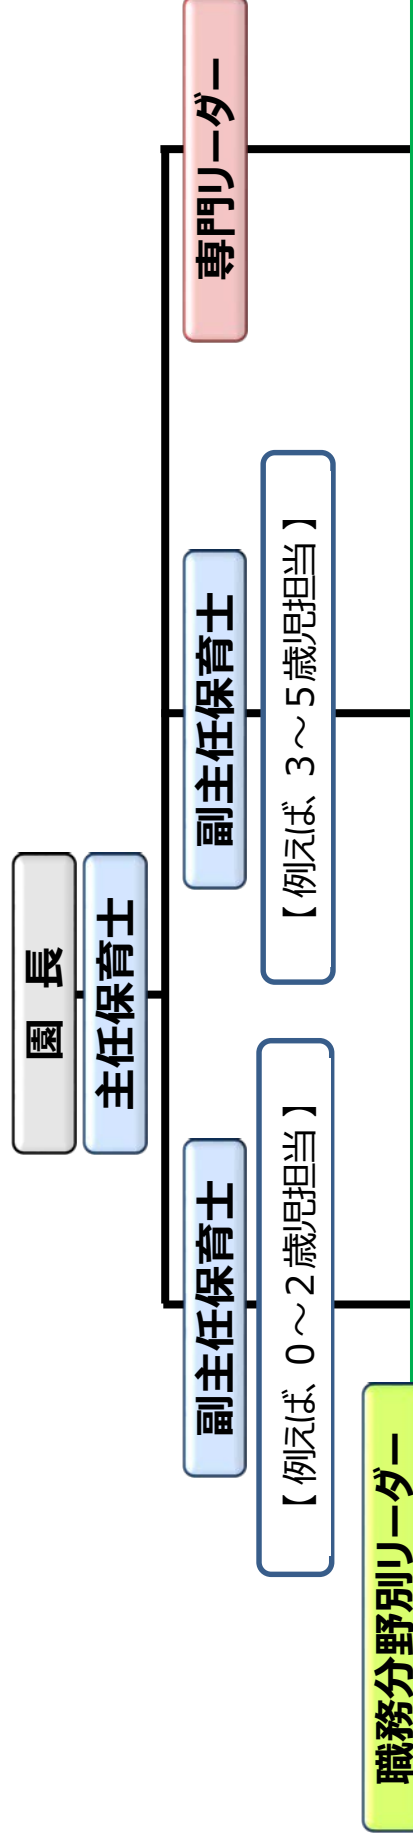 園 長
主任保育士
副主任保育士
副主任保育士
専門リーダー
【 例えば、０～２歳児担当 】
【 例えば、３～５歳児担当 】
職務分野別リーダー